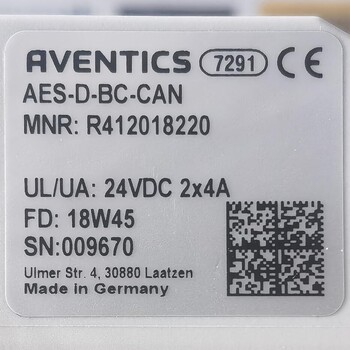 AVENTICS 7291 CE
AES-D-BC-CAN
MNR: R412018220
UL/UA: 24VDC 2x4A
FD: 18W45
SN:009670
Ulmer Str. 4, 30880 Laatzen
Made in Germany